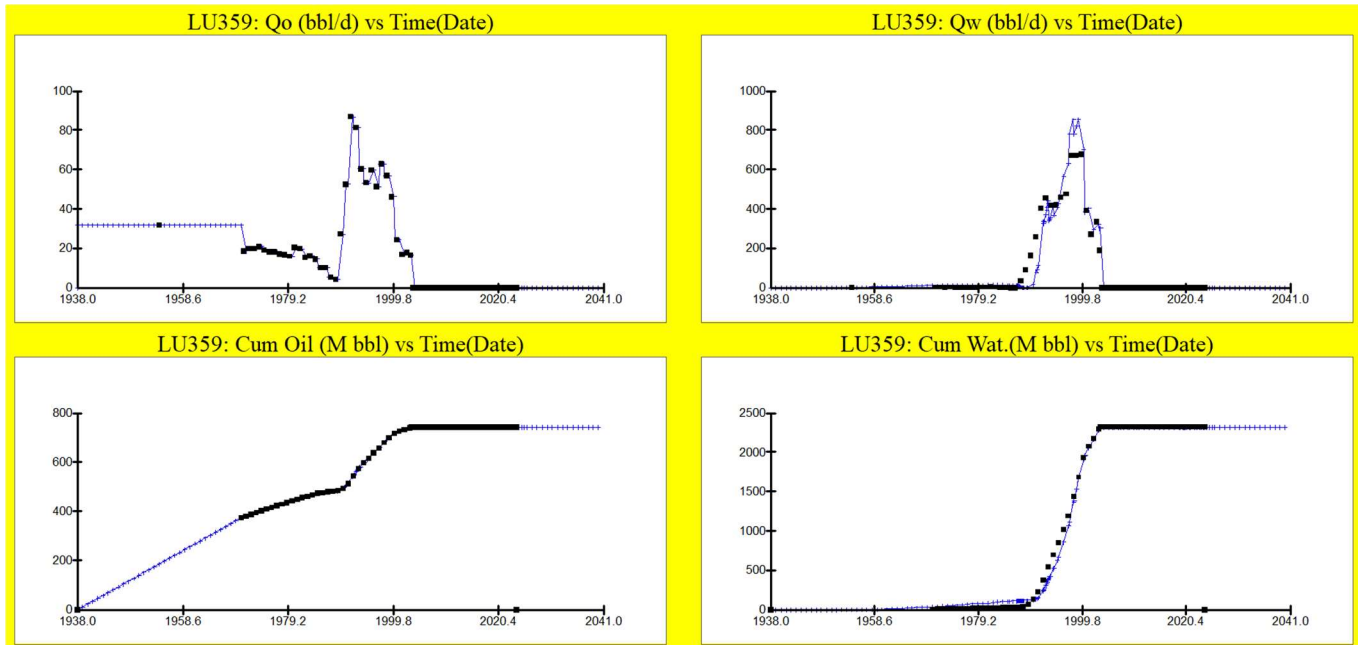 LU359: Qo (bbl/d) vs Time(Date)
100
80
60
40
20
0
1938.0 1958.6 1979.2 1999.8 2020.4 2041.0
LU359: Qw (bbl/d) vs Time(Date)
1000
800
600
400
200
0
1938.0 1958.6 1979.2 1999.8 2020.4 2041.0
LU359: Cum Oil (M bbl) vs Time(Date)
800
600
400
200
0
1938.0 1958.6 1979.2 1999.8 2020.4 2041.0
LU359: Cum Wat.(M bbl) vs Time(Date)
2500
2000
1500
1000
500
0
1938.0 1958.6 1979.2 1999.8 2020.4 2041.0